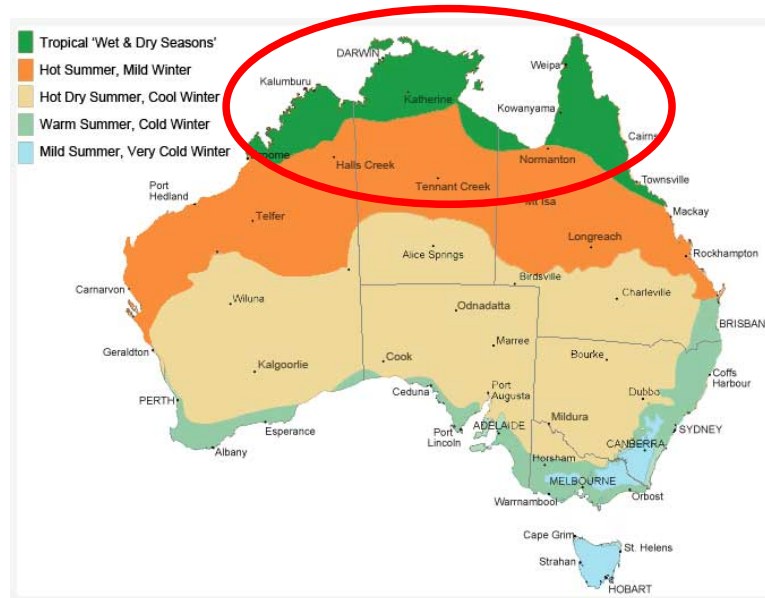 Tropical 'Wet & Dry Seasons'
Hot Summer, Mild Winter
Hot Dry Summer, Cool Winter
Warm Summer, Cold Winter
Mild Summer, Very Cold Winter
DARWIN
Kalumburu
Katherine
Weipa
Kowanyama
Cairns
Normanton
Halls Creek
Tennant Creek
Townsville
Port
Hedland
Mt Isa
Mackay
Telfer
Longreach
Rockhampton
Alice Springs
Birdsville
Carnarvon
Wiluna
Charleville
Odnadatta
BRISBAN
Marree
Geraldton
Kalgoorlie
Cook
Bourke
Coffs
Harbour
PERTH
Ceduna
Port
Augusta
Dubbo
Mildura
Esperance
Port
Lincoln
ADELAIDE
SYDNEY
CANBERRA
Albany
Horsham
MELBOURNE
Warrnambool
Orbost
Cape Grim
St. Helens
Strahan
HOBART